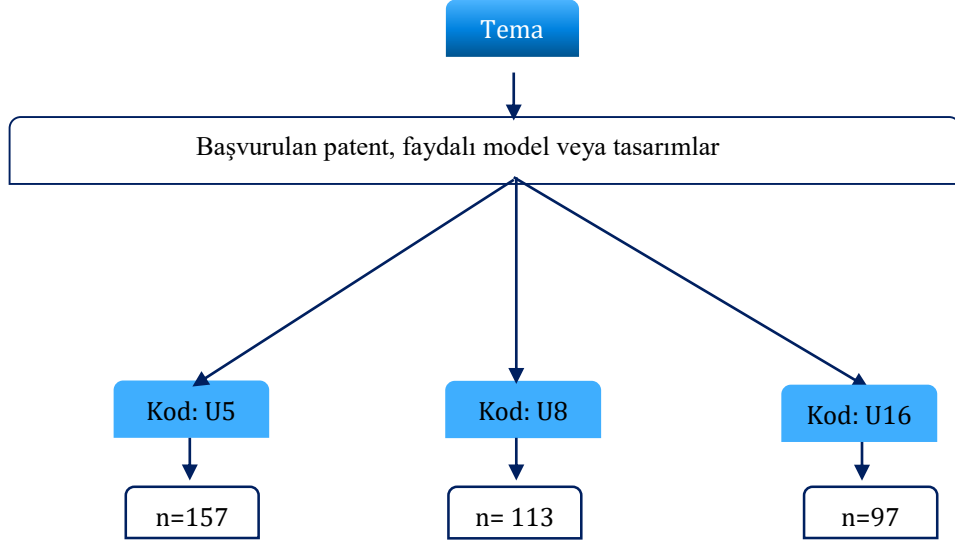 Tema
Başvurulan patent, faydalı model veya tasarımlar
Kod: U5
Kod: U8
Kod: U16
n=157
n= 113
n=97